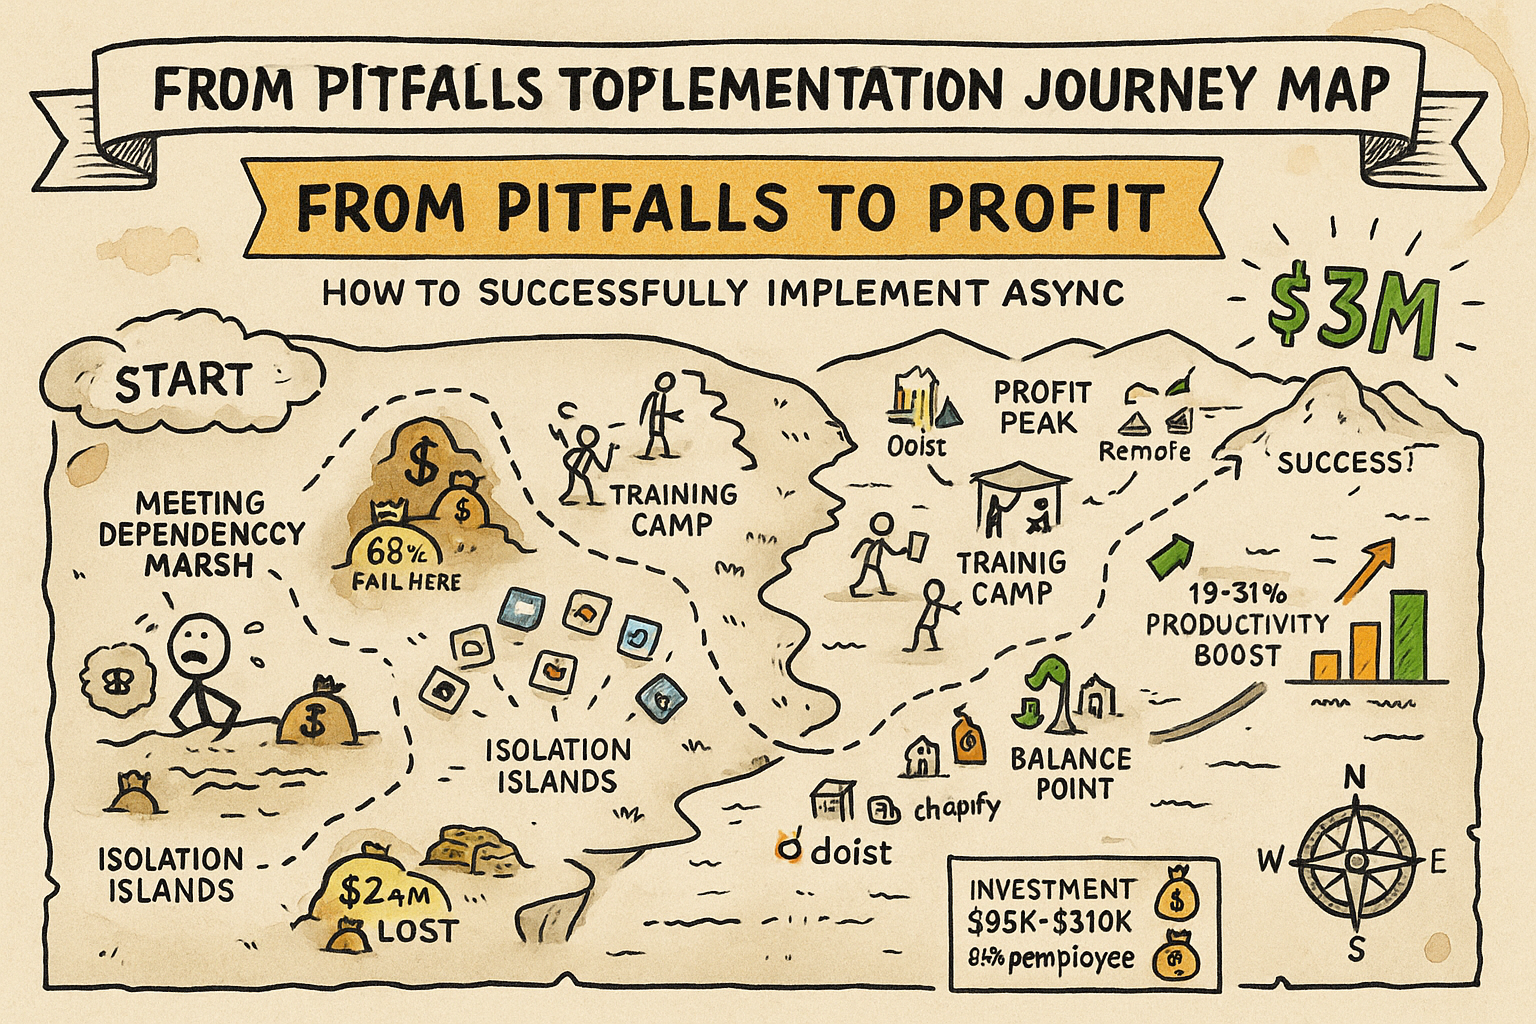 FROM PITFALLS TOPLEMENTATION JOURNEY MAP
FROM PITFALLS TO PROFIT
HOW TO SUCCESSFULLY IMPLEMENT ASYNC
$3M
START
MEETING
DEPENDENCCY
MARSH
$
$
68%
FAIL HERE
TRAINING
CAMP
Ooist
PROFIT
PEAK
Remofe
SUCCESS!
TRAINIG
CAMP
19-31%
PRODUCTIVITY
BOOST
$
ISOLATION
ISLANDS
BALANCE
POINT
chapify
doist
ISOLATION
ISLANDS
$24M
LOST
INVESTMENT
$95K-$310K
$
pempioyee
N
W
E
S